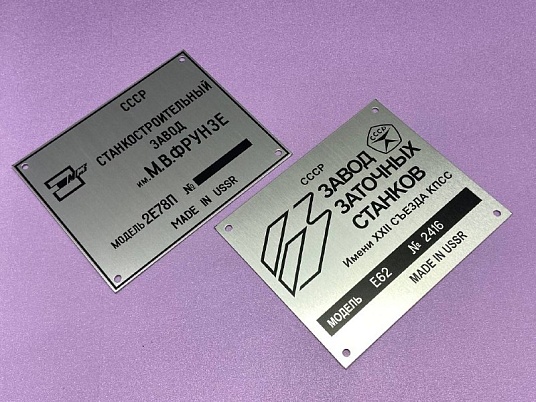 СССР
СТАНКОСТРОИТЕЛЬНЫЙ
ЗАВОД
им. М.В.ФРУНЗЕ
МОДЕЛЬ 2Е78П №
MADE IN USSR
СССР
СССР
ЗАВОД
ЗАТОЧНЫХ
СТАНКОВ
Имени XXII СЪЕЗДА КПСС
МОДЕЛЬ Е62 № 2416
MADE IN USSR